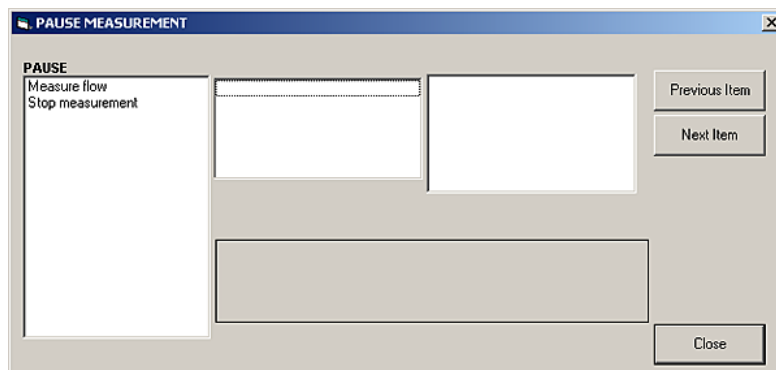 PAUSE MEASUREMENT
PAUSE
Measure flow
Stop measurement
Previous Item
Next Item
Close